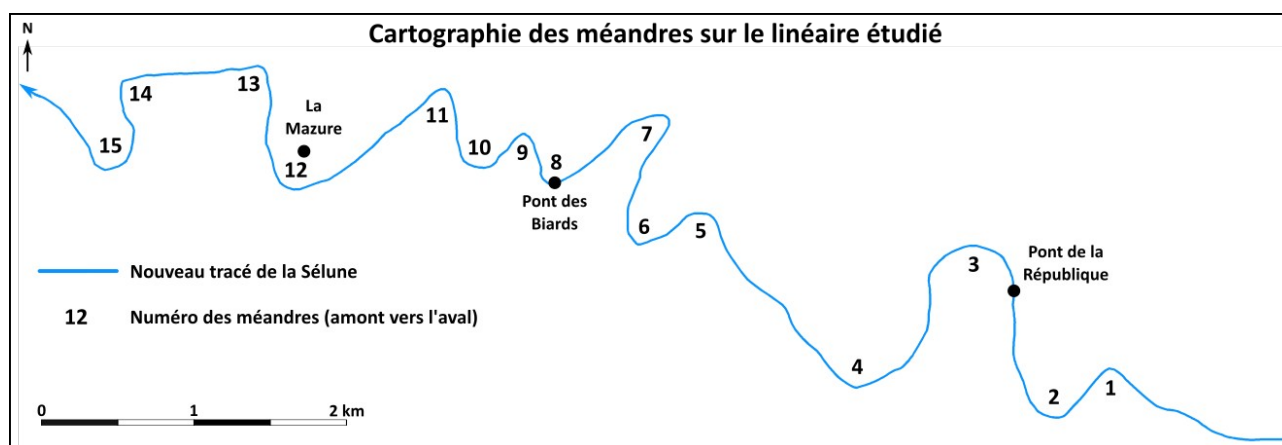 Cartographie des méandres sur le linéaire étudié
N
13
14
La
Mazure
11
7
15
12
10
9
8
Pont des
Biards
6
5
3
Pont de la
République
Nouveau tracé de la Sélune
12 Numéro des méandres (amont vers l'aval)
4
2
1
0 1 2 km